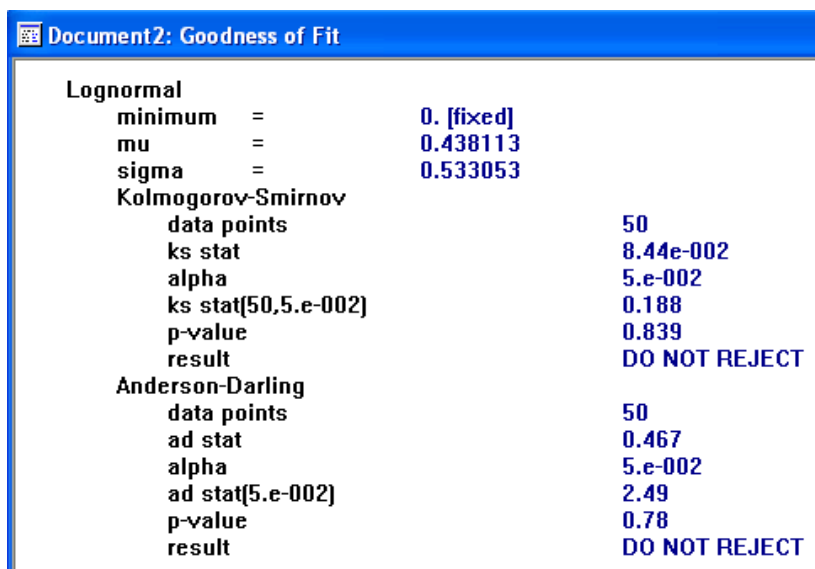 Document2: Goodness of Fit
Lognormal
minimum = 0. [fixed]
mu = 0.438113
sigma = 0.533053
Kolmogorov-Smirnov
data points 50
ks stat 8.44e-002
alpha 5.e-002
ks stat(50,5.e-002) 0.188
p-value 0.839
result DO NOT REJECT
Anderson-Darling
data points 50
ad stat 0.467
alpha 5.e-002
ad stat(5.e-002) 2.49
p-value 0.78
result DO NOT REJECT